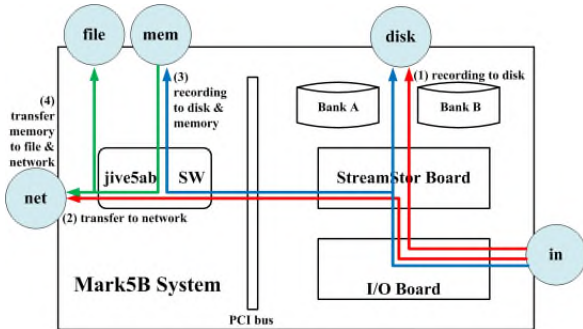 file
mem
disk
(1) recording to disk
(3)
recording
to disk &
memory
Bank A
Bank B
(4)
transfer
memory
to file &
network
jive5ab SW
StreamStor Board
net
(2) transfer to network
in
Mark5B System
I/O Board
PCI bus